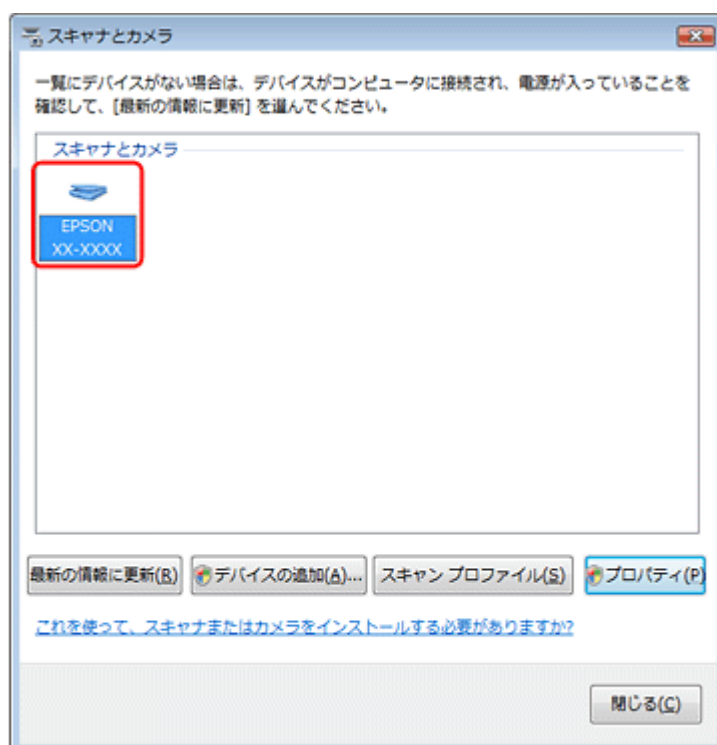 スキャナとカメラ
一覧にデバイスがない場合は、デバイスがコンピュータに接続され、電源が入っていることを
確認して、[最新の情報に更新] を選んでください。
スキャナとカメラ
EPSON
XX-XXXX
最新の情報に更新(R)
デバイスの追加(A)...
スキャン プロファイル(S)
プロパティ(P)
これを使って、スキャナまたはカメラをインストールする必要がありますか?
閉じる(C)